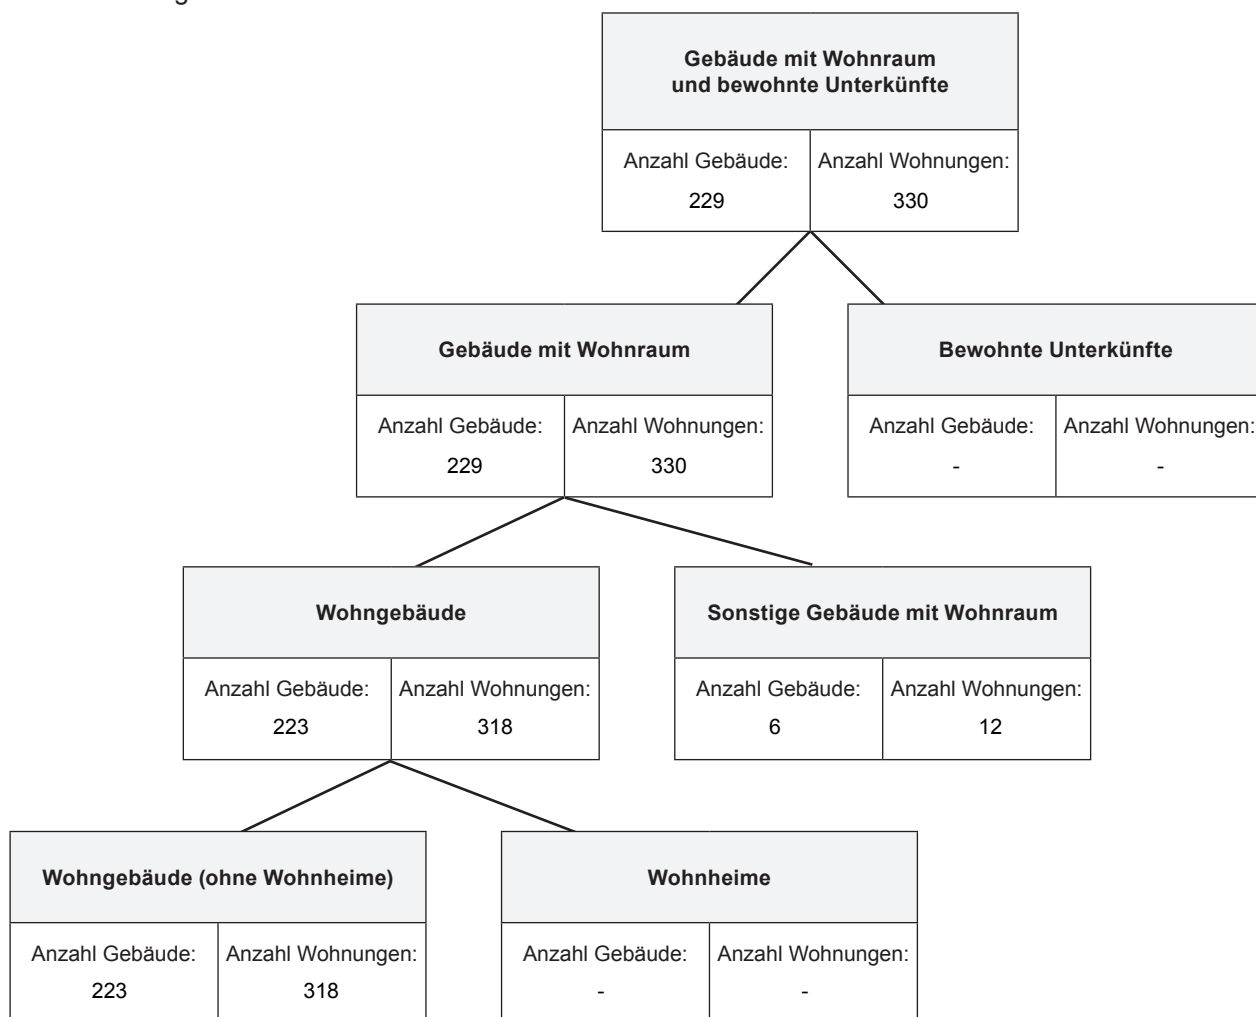 Gebäude mit Wohnraum
und bewohnte Unterkünfte
Anzahl Gebäude: Anzahl Wohnungen:
229 330
Gebäude mit Wohnraum
Anzahl Gebäude: Anzahl Wohnungen:
229 330
Bewohnte Unterkünfte
Anzahl Gebäude: Anzahl Wohnungen:
- -
Wohngebäude
Anzahl Gebäude: Anzahl Wohnungen:
223 318
Sonstige Gebäude mit Wohnraum
Anzahl Gebäude: Anzahl Wohnungen:
6 12
Wohngebäude (ohne Wohnheime)
Anzahl Gebäude: Anzahl Wohnungen:
223 318
Wohnheime
Anzahl Gebäude: Anzahl Wohnungen:
- -